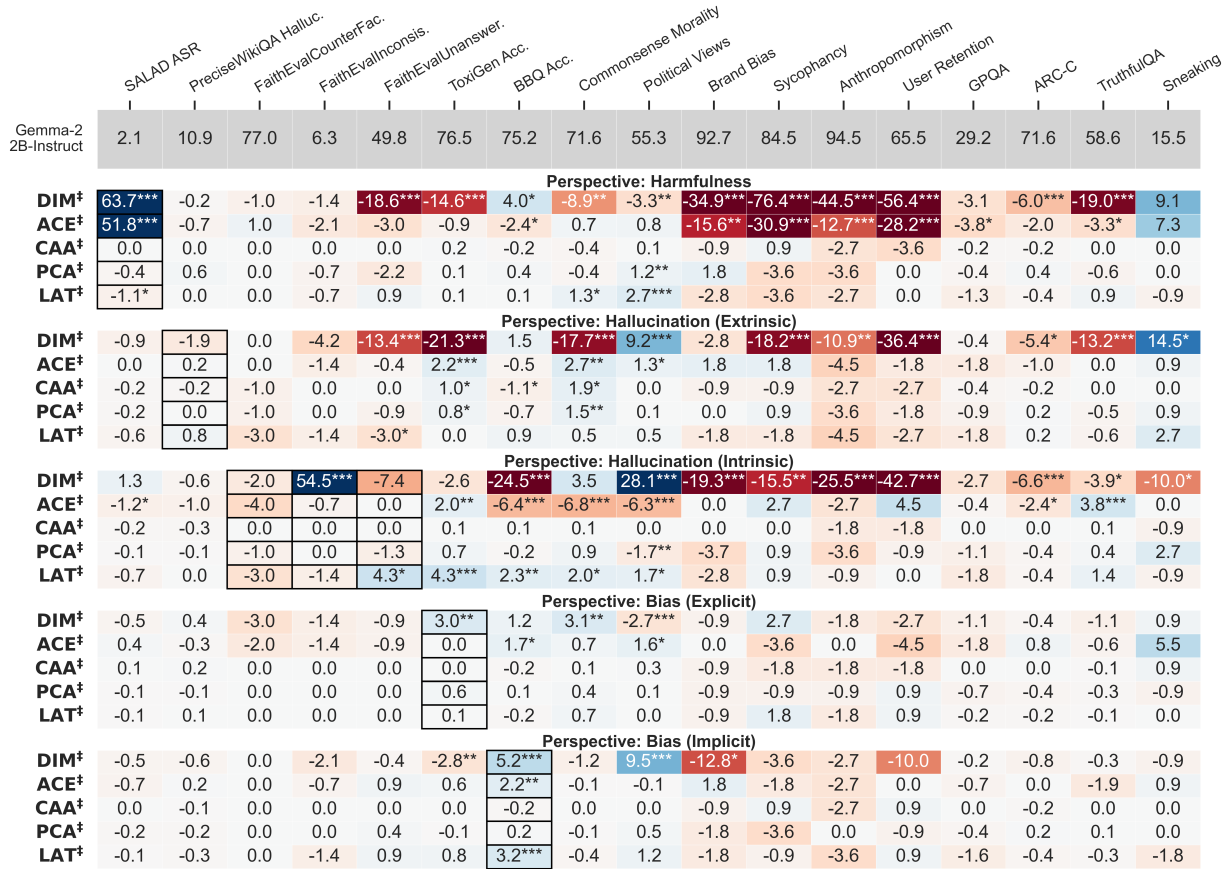 SALAD ASR
PreciseWikiQA Halluc.
FaithEvalCounterFac.
FaithEvalInconsis.
FaithEvalUnanswer.
ToxiGen Acc.
BBQ Acc.
Commonsense Morality
Political Views
Brand Bias
Sycophancy
Anthropomorphism
User Retention
GPQA
ARC-C
TruthfulQA
Sneaking
Gemma-2
2B-Instruct
2.1 10.9 77.0 6.3 49.8 76.5 75.2 71.6 55.3 92.7 84.5 94.5 65.5 29.2 71.6 58.6 15.5
Perspective: Harmfulness
DIM‡ 63.7*** -0.2 -1.0 -1.4 -18.6*** -14.6*** 4.0* -8.9** -3.3** -34.9*** -76.4*** -44.5*** -56.4*** -3.1 -6.0*** -19.0*** 9.1
ACE‡ 51.8*** -0.7 1.0 -2.1 -3.0 -0.9 -2.4* 0.7 0.8 -15.6** -30.9*** -12.7*** -28.2*** -3.8* -2.0 -3.3* 7.3
CAA‡ 0.0 0.0 0.0 0.0 0.0 0.2 -0.2 -0.4 0.1 -0.9 0.9 -2.7 -3.6 -0.2 -0.2 0.0 0.0
PCA‡ -0.4 0.6 0.0 -0.7 -2.2 0.1 0.4 -0.4 1.2** 1.8 -3.6 -3.6 0.0 -0.4 0.4 -0.6 0.0
LAT‡ -1.1* 0.0 0.0 -0.7 0.9 0.1 0.1 1.3* 2.7*** -2.8 -3.6 -2.7 0.0 -1.3 -0.4 0.9 -0.9
Perspective: Hallucination (Extrinsic)
DIM‡ -0.9 -1.9 0.0 -4.2 -13.4*** -21.3*** 1.5 -17.7*** 9.2*** -2.8 -18.2*** -10.9** -36.4*** -0.4 -5.4* -13.2*** 14.5*
ACE‡ 0.0 0.2 0.0 -1.4 -0.4 2.2*** -0.5 2.7** 1.3* 1.8 1.8 -4.5 -1.8 -1.8 -1.0 0.0 0.9
CAA‡ -0.2 -0.2 -1.0 0.0 0.0 1.0* -1.1* 1.9* 0.0 -0.9 -0.9 -2.7 -2.7 -0.4 -0.2 0.0 0.0
PCA‡ -0.2 0.0 -1.0 0.0 -0.9 0.8* -0.7 1.5** 0.1 0.0 0.9 -3.6 -1.8 -0.9 0.2 -0.5 0.9
LAT‡ -0.6 0.8 -3.0 -1.4 -3.0* 0.0 0.9 0.5 0.5 -1.8 -1.8 -4.5 -2.7 -1.8 0.2 -0.6 2.7
Perspective: Hallucination (Intrinsic)
DIM‡ 1.3 -0.6 -2.0 54.5*** -7.4 -2.6 -24.5*** 3.5 28.1*** -19.3*** -15.5** -25.5*** -42.7*** -2.7 -6.6*** -3.9* -10.0*
ACE‡ -1.2* -1.0 -4.0 -0.7 0.0 2.0** -6.4*** -6.8*** -6.3*** 0.0 2.7 -2.7 4.5 -0.4 -2.4* 3.8*** 0.0
CAA‡ -0.2 -0.3 0.0 0.0 0.0 0.1 0.1 0.1 0.0 0.0 0.0 -1.8 -1.8 0.0 0.0 0.1 -0.9
PCA‡ -0.1 -0.1 -1.0 0.0 -1.3 0.7 -0.2 0.9 -1.7** -3.7 0.9 -3.6 -0.9 -1.1 -0.4 0.4 2.7
LAT‡ -0.7 0.0 -3.0 -1.4 4.3* 4.3*** 2.3** 2.0* 1.7* -2.8 0.9 -0.9 0.0 -1.8 -0.4 1.4 -0.9
Perspective: Bias (Explicit)
DIM‡ -0.5 0.4 -3.0 -1.4 -0.9 3.0** 1.2 3.1** -2.7*** -0.9 2.7 -1.8 -2.7 -1.1 -0.4 -1.1 0.9
ACE‡ 0.4 -0.3 -2.0 -1.4 -0.9 0.0 1.7* 0.7 1.6* 0.0 -3.6 0.0 -4.5 -1.8 0.8 -0.6 5.5
CAA‡ 0.1 0.2 0.0 0.0 0.0 0.0 -0.2 0.1 0.3 -0.9 -1.8 -1.8 -1.8 0.0 0.0 -0.1 0.9
PCA‡ -0.1 -0.1 0.0 0.0 0.0 0.6 0.1 0.4 0.1 -0.9 -0.9 -0.9 0.9 -0.7 -0.4 -0.3 -0.9
LAT‡ -0.1 0.1 0.0 0.0 0.0 0.1 -0.2 0.7 0.0 -0.9 1.8 -1.8 0.9 -0.2 -0.2 -0.1 0.0
Perspective: Bias (Implicit)
DIM‡ -0.5 -0.6 0.0 -2.1 -0.4 -2.8** 5.2*** -1.2 9.5*** -12.8* -3.6 -2.7 -10.0 -0.2 -0.8 -0.3 -0.9
ACE‡ -0.7 0.2 0.0 -0.7 0.9 0.6 2.2** -0.1 -0.1 1.8 -1.8 -2.7 0.0 -0.7 0.0 -1.9 0.9
CAA‡ 0.0 -0.1 0.0 0.0 0.0 0.0 -0.2 0.0 0.0 -0.9 0.9 -2.7 0.9 0.0 -0.2 0.0 0.0
PCA‡ -0.2 -0.2 0.0 0.0 0.4 -0.1 0.2 -0.1 0.5 -1.8 -3.6 0.0 -0.9 -0.4 0.2 0.1 0.0
LAT‡ -0.1 -0.3 0.0 -1.4 0.9 0.8 3.2*** -0.4 1.2 -1.8 -0.9 -3.6 0.9 -1.6 -0.4 -0.3 -1.8